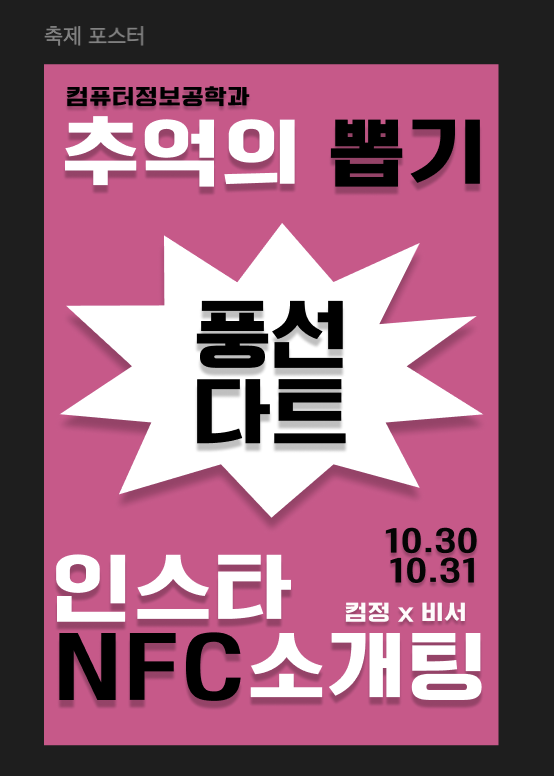 축제 포스터
컴퓨터정보공학과
추억의 뽑기
풍선
다트
10.30
10.31
인스타
컴정 x 비서
NFC소개팅